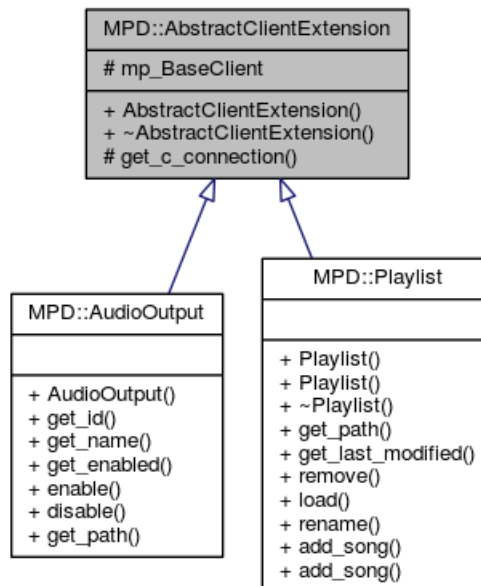 MPD::AbstractClientExtension
# mp_BaseClient
+ AbstractClientExtension()
+ ~AbstractClientExtension()
# get_c_connection()
MPD::AudioOutput
+ AudioOutput()
+ get_id()
+ get_name()
+ get_enabled()
+ enable()
+ disable()
+ get_path()
MPD::Playlist
+ Playlist()
+ Playlist()
+ ~Playlist()
+ get_path()
+ get_last_modified()
+ remove()
+ load()
+ rename()
+ add_song()
+ add_song()